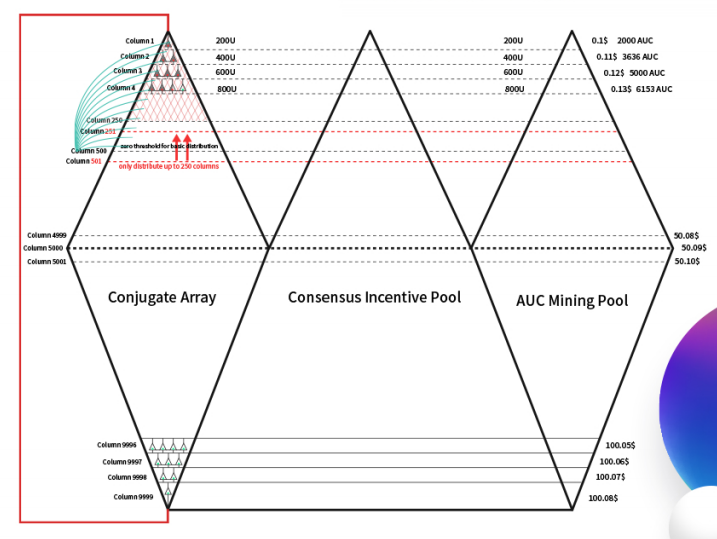 Column 1 200U 200U 0.1$ 2000 AUC
Column 2 400U 400U 0.11$ 3636 AUC
Column 3 600U 600U 0.12$ 5000 AUC
Column 4 800U 800U 0.13$ 6153 AUC
Column 250
Column 251
zero threshold for basic distribution
Column 500
Column 501
only distribute up to 250 columns
Column 4999 50.08$
Column 5000 50.09$
Column 5001 50.10$
Conjugate Array Consensus Incentive Pool AUC Mining Pool
Column 9996 100.05$
Column 9997 100.06$
Column 9998 100.07$
Column 9999 100.08$